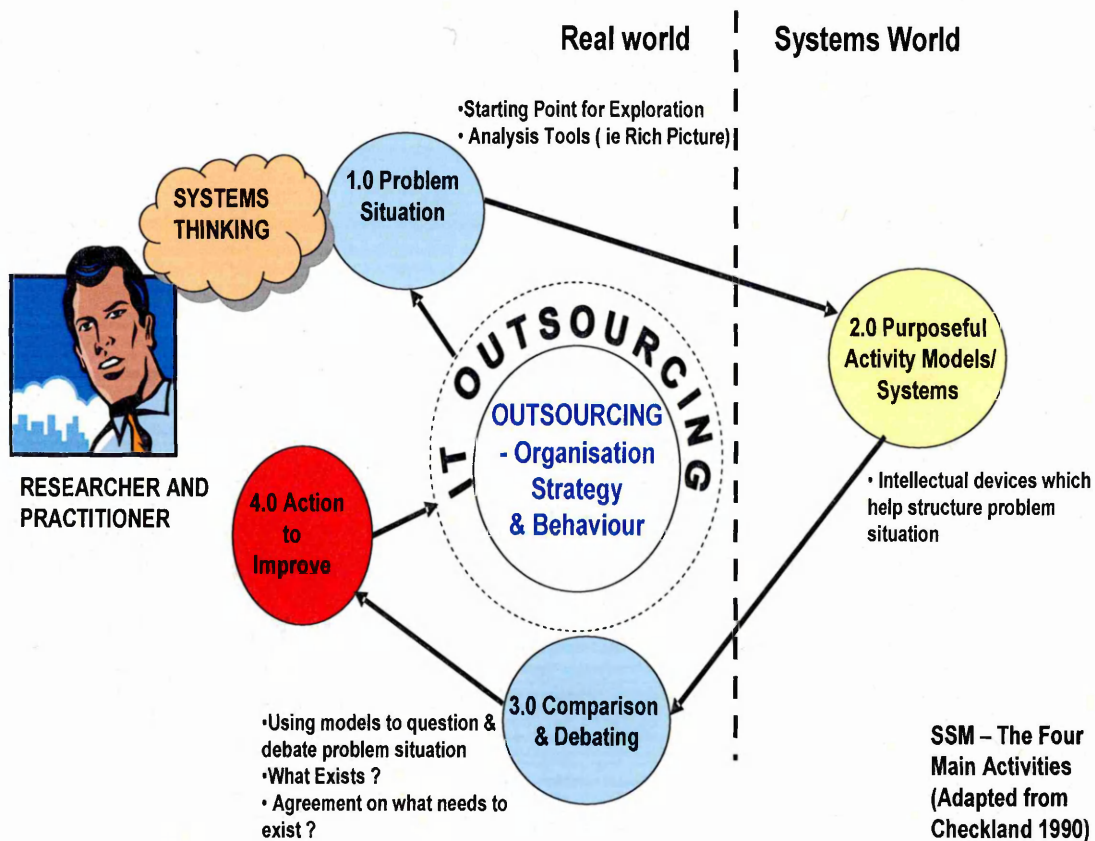 Real world
Systems World
•Starting Point for Exploration
• Analysis Tools ( ie Rich Picture)
SYSTEMS
THINKING
1.0 Problem
Situation
RESEARCHER AND
PRACTITIONER
IT OUTSOURCING
OUTSOURCING
- Organisation
Strategy
& Behaviour
2.0 Purposeful
Activity Models/
Systems
• Intellectual devices which
help structure problem
situation
4.0 Action
to
Improve
3.0 Comparison
& Debating
•Using models to question &
debate problem situation
•What Exists ?
• Agreement on what needs to
exist ?
SSM – The Four
Main Activities
(Adapted from
Checkland 1990)